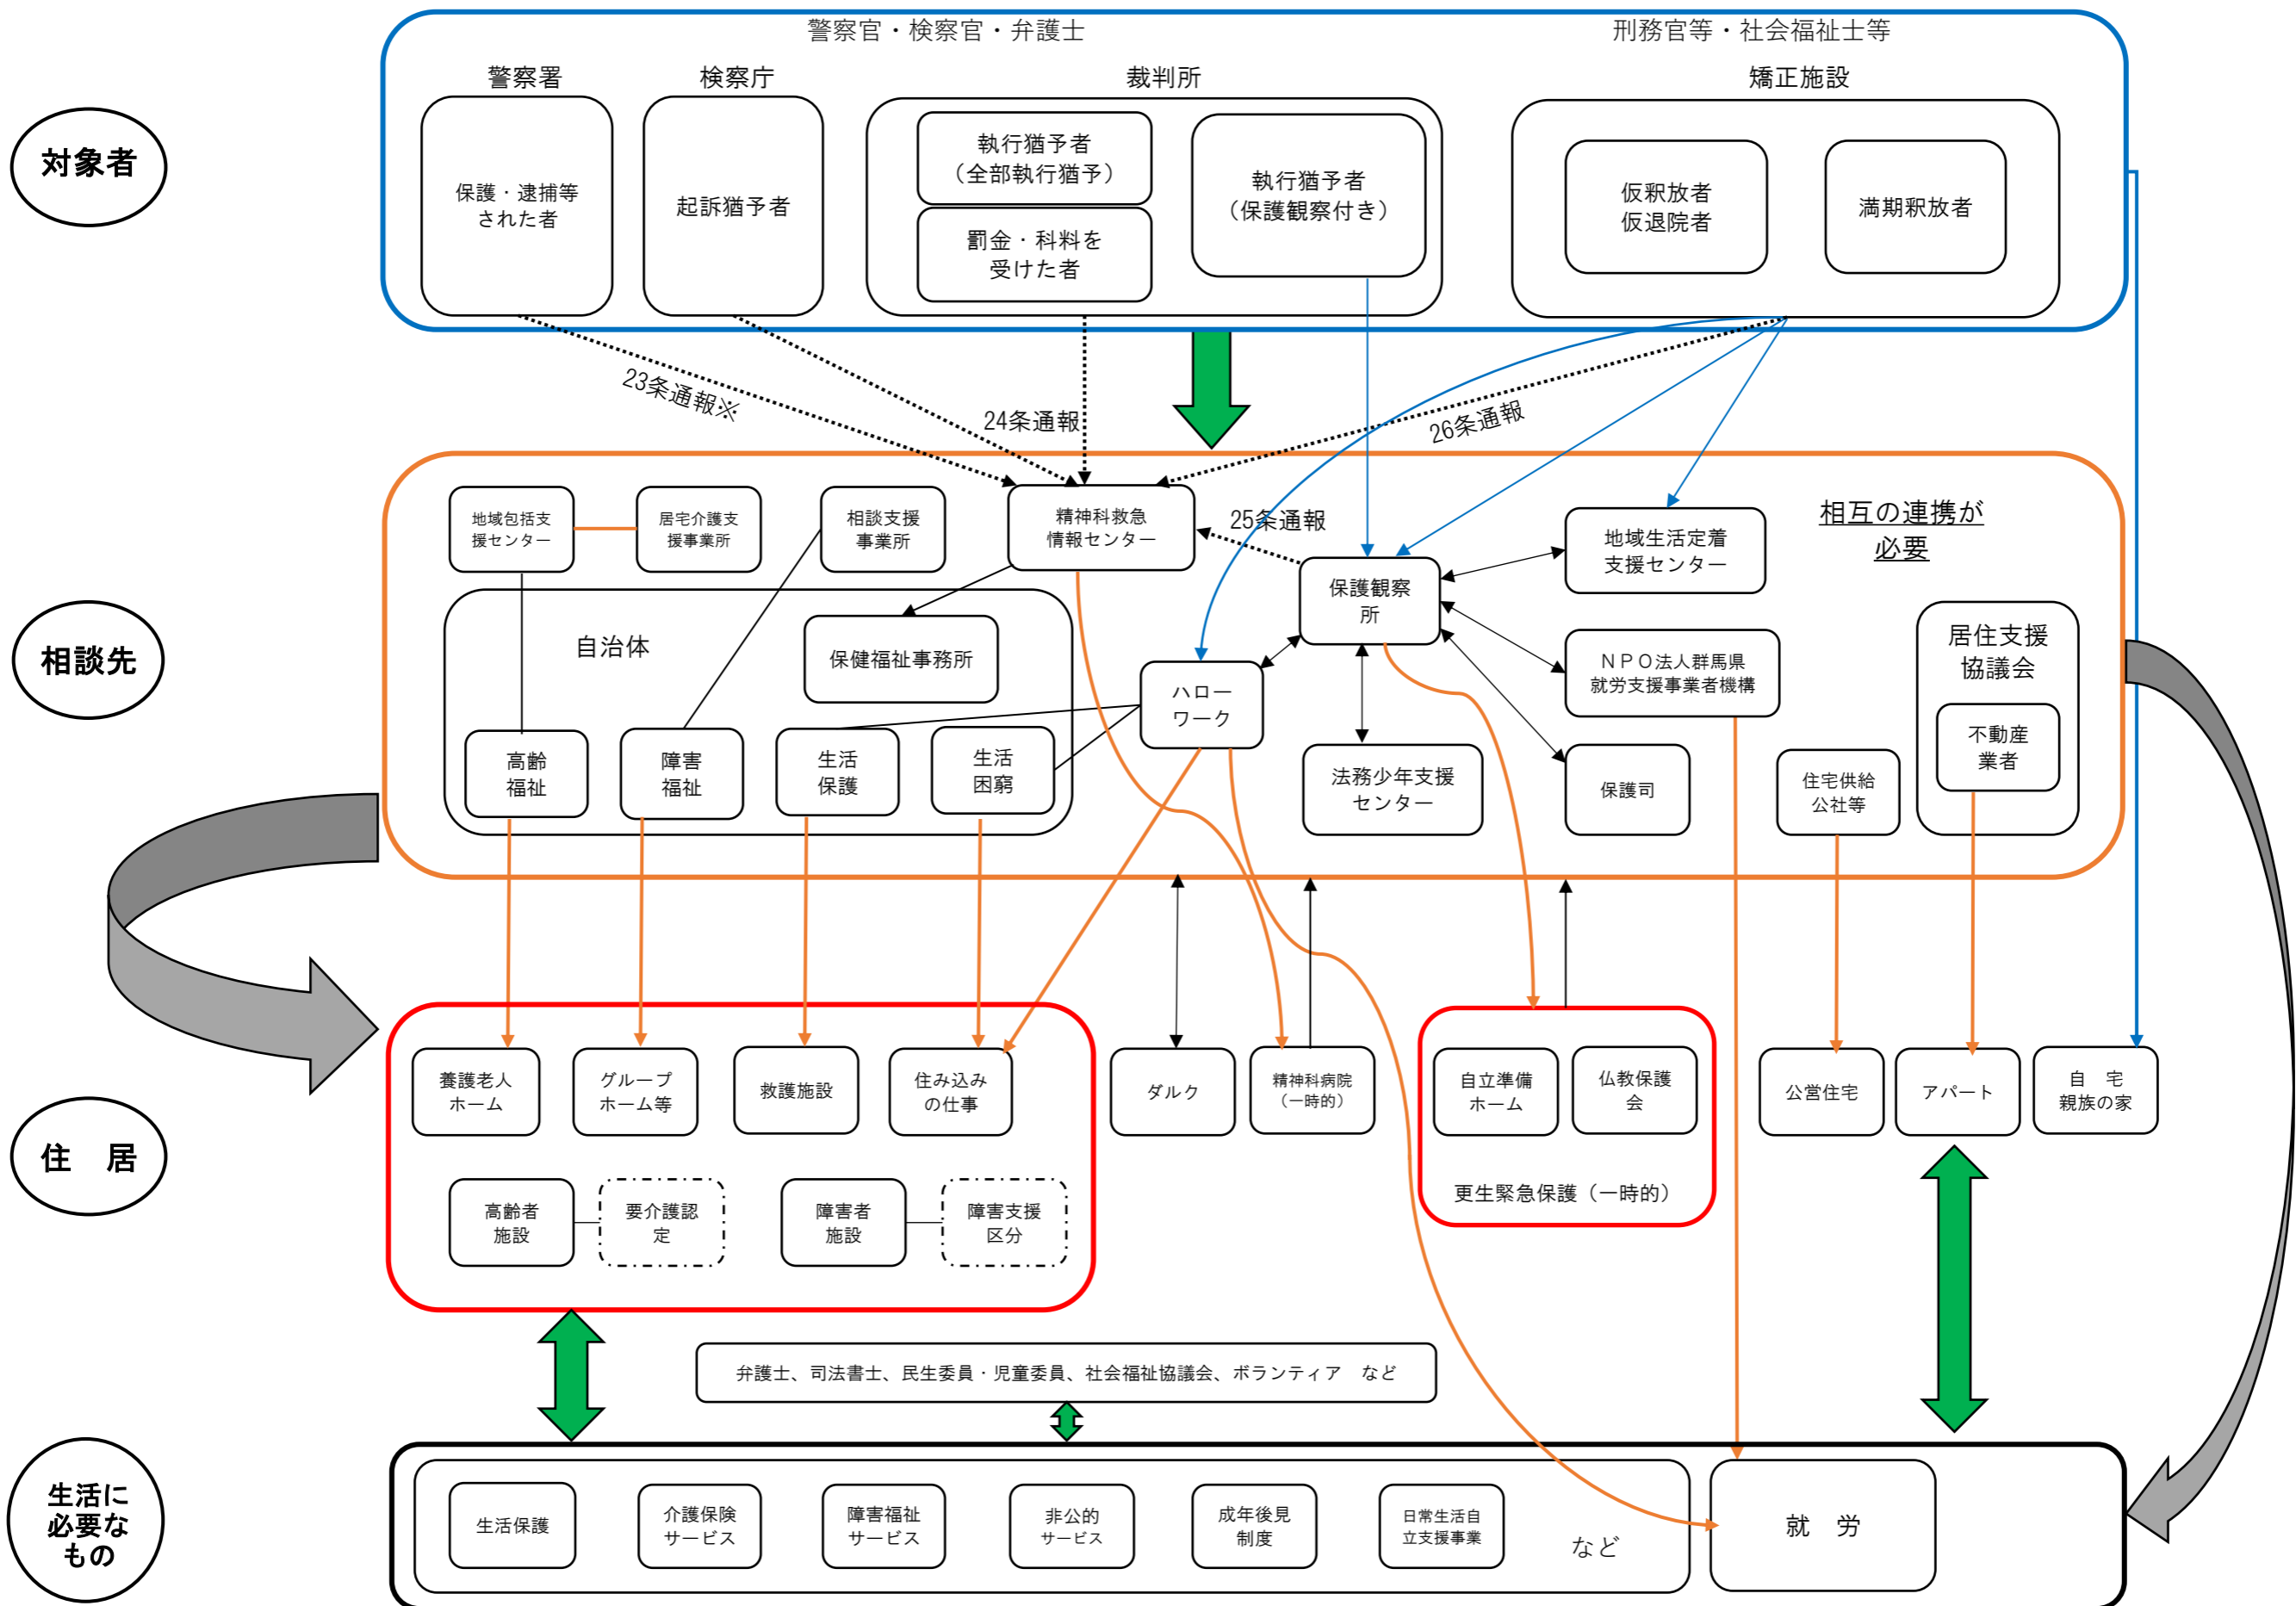 警察官・検察官・弁護士
刑務官等・社会福祉士等
警察署
検察庁
裁判所
矯正施設
対象者
保護・逮捕等
された者
起訴猶予者
執行猶予者
（全部執行猶予）
罰金・科料を
受けた者
執行猶予者
（保護観察付き）
仮釈放者
仮退院者
満期釈放者
23条通報※
24条通報
26条通報
25条通報
相談先
地域包括支
援センター
居宅介護支
援事業所
相談支援
事業所
精神科救急
情報センター
地域生活定着
支援センター
相互の連携が
必要
自治体
保健福祉事務所
保護観察
所
ハロー
ワーク
ＮＰＯ法人群馬県
就労支援事業者機構
居住支援
協議会
不動産
業者
高齢
福祉
障害
福祉
生活
保護
生活
困窮
法務少年支援
センター
保護司
住宅供給
公社等
住　居
養護老人
ホーム
グループ
ホーム等
救護施設
住み込み
の仕事
ダルク
精神科病院
（一時的）
自立準備
ホーム
仏教保護
会
公営住宅
アパート
自　宅
親族の家
高齢者
施設
要介護認
定
障害者
施設
障害支援
区分
更生緊急保護（一時的）
弁護士、司法書士、民生委員・児童委員、社会福祉協議会、ボランティア　など
生活に
必要な
もの
生活保護
介護保険
サービス
障害福祉
サービス
非公的
サービス
成年後見
制度
日常生活自
立支援事業
など
就　労